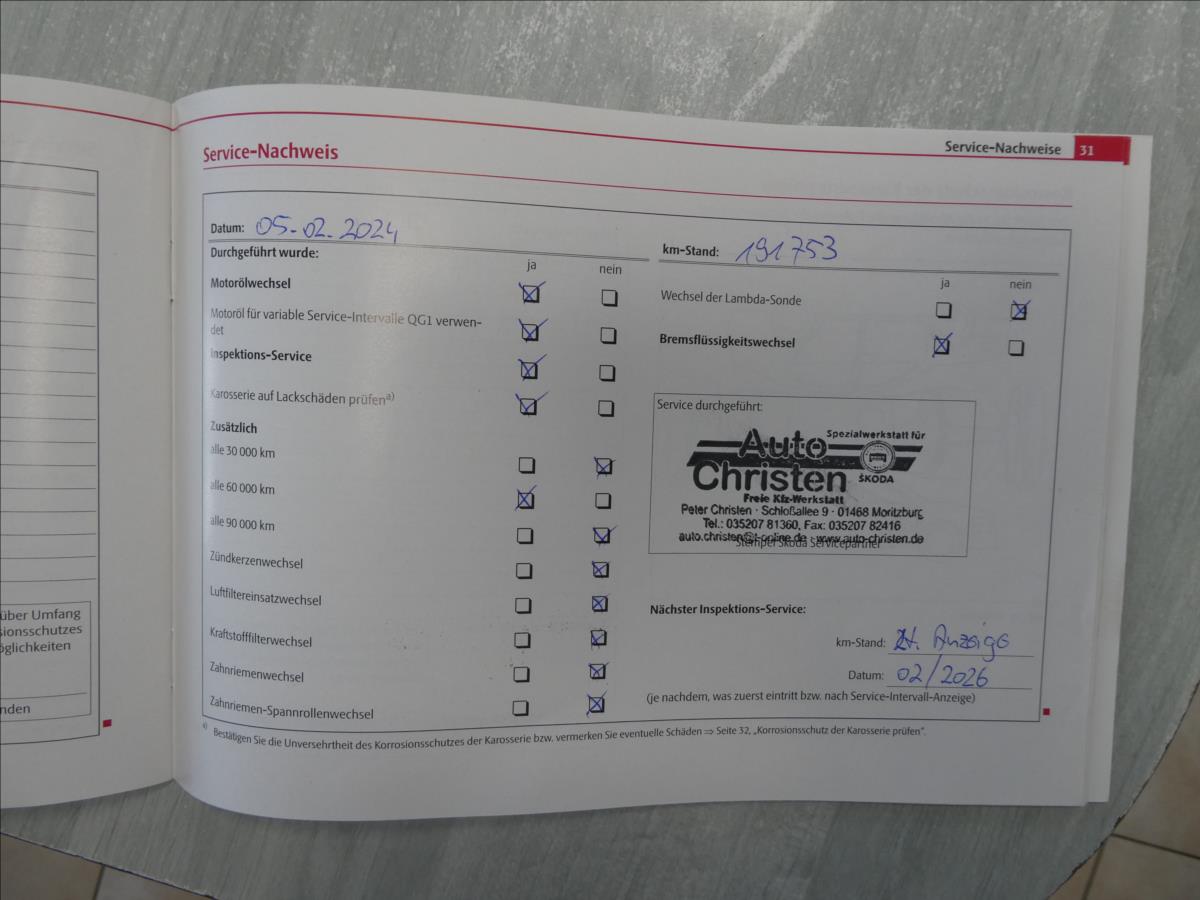 Service-Nachweise 31
Service-Nachweis
Datum: 05.02.2024
Durchgeführt wurde:
ja nein
Motorölwechsel
Motoröl für variable Service-Intervalle QG1 verwen-
det
Inspektions-Service
Karosserie auf Lackschäden prüfen a)
Zusätzlich
alle 30 000 km
alle 60 000 km
alle 90 000 km
Zündkerzenwechsel
Luftfiltereinsatzwechsel
Kraftstofffilterwechsel
Zahnriemenwechsel
Zahnriemen-Spannrollenwechsel
km-Stand: 191753
ja nein
Wechsel der Lambda-Sonde
Bremsflüssigkeitswechsel
Service durchgeführt:
Auto Christen
Spezialwerkstatt für
ŠKODA
Freie Kfz-Werkstatt
Peter Christen · Schloßallee 9 · 01468 Moritzburg
Tel.: 035207 81360, Fax: 035207 82416
auto.christen@t-online.de · www.auto-christen.de
Stempel Škoda Servicepartner
Nächster Inspektions-Service:
km-Stand: lt. Anzeige
Datum: 02/2026
(je nachdem, was zuerst eintritt bzw. nach Service-Intervall-Anzeige)
a) Bestätigen Sie die Unversehrtheit des Korrosionsschutzes der Karosserie bzw. vermerken Sie eventuelle Schäden ⇒ Seite 32, „Korrosionsschutz der Karosserie prüfen".
über Umfang
sionsschutzes
öglichkeiten
nden